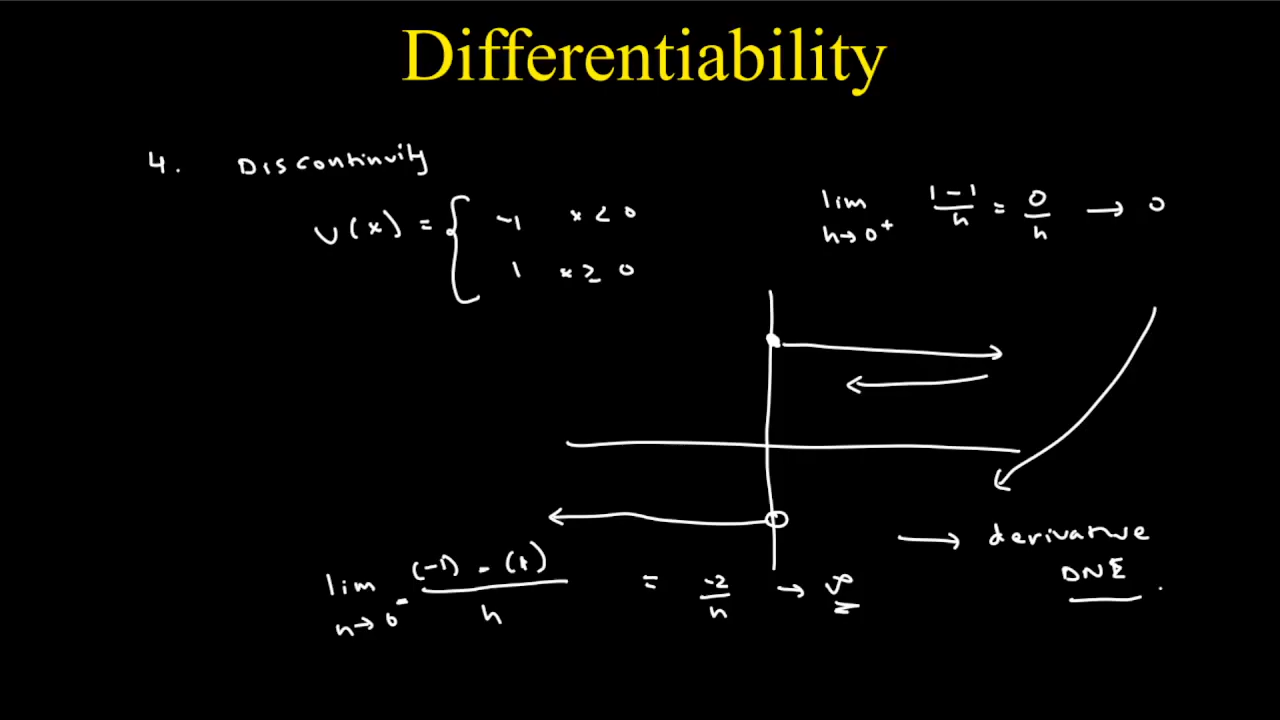 Differentiability
4. Discontinuity
U(x) = { -1 x < 0
1 x ≥ 0
lim h→0+ 1-1/h = 0/h → 0
lim h→0- (-1) - (1)/h = -2/h → ∞
→ derivative
DNE.